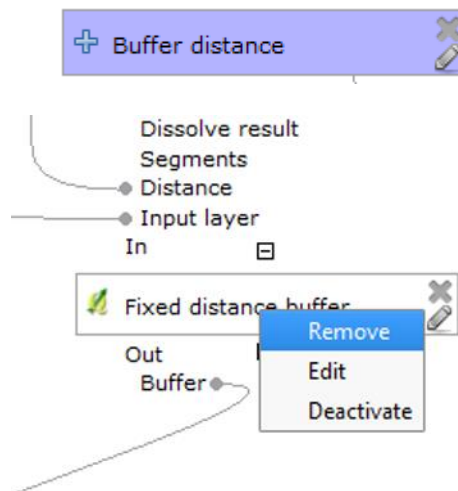 Buffer distance
Dissolve result
Segments
Distance
Input layer
In
Fixed distance buffer
Remove
Out
Edit
Buffer
Deactivate